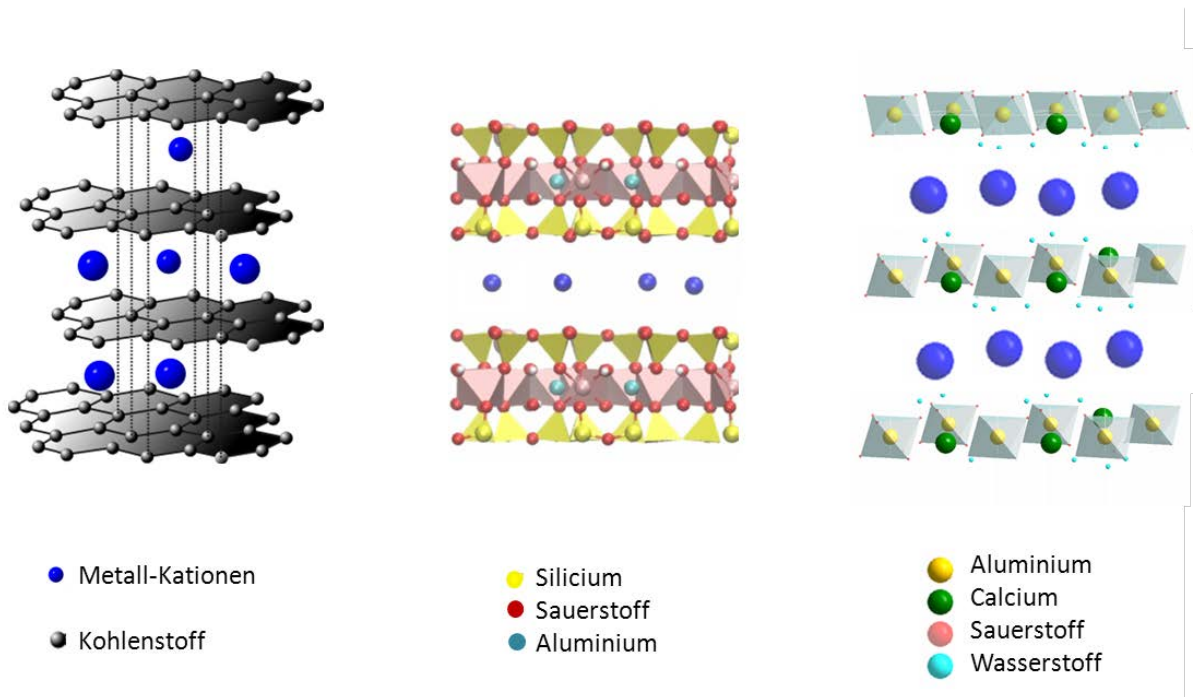 Metall-Kationen
Kohlenstoff
Silicium
Sauerstoff
Aluminium
Aluminium
Calcium
Sauerstoff
Wasserstoff